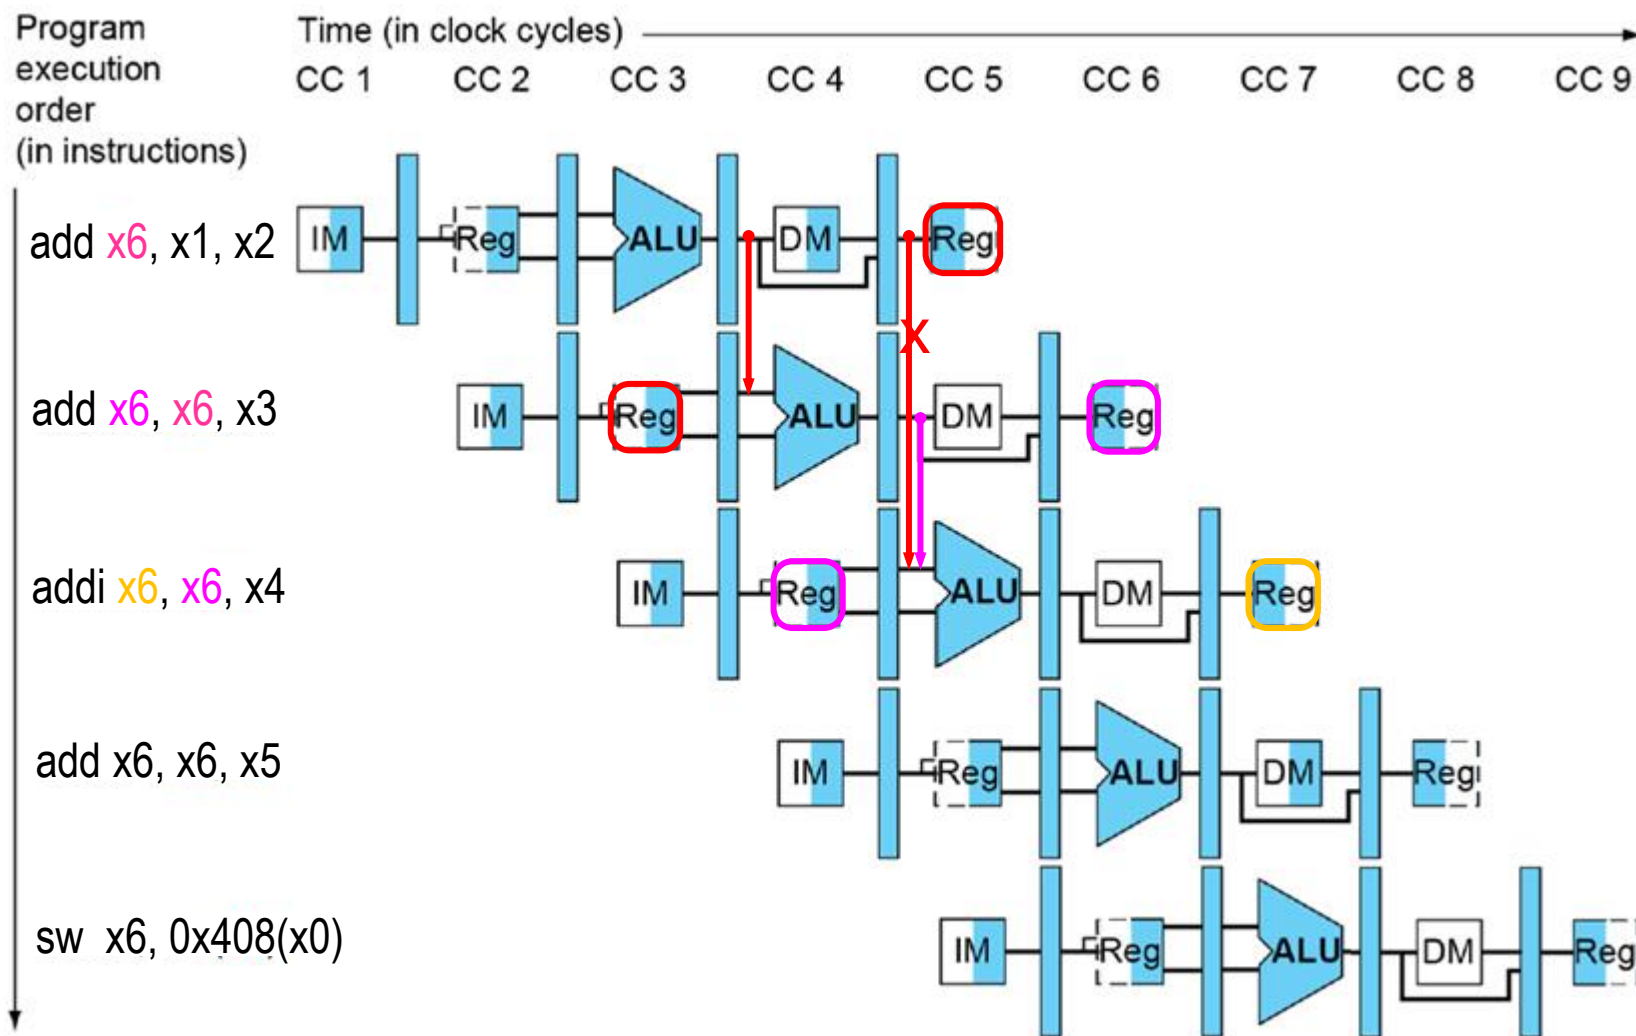 Program
execution
order
(in instructions)
Time (in clock cycles)
CC 1 CC 2 CC 3 CC 4 CC 5 CC 6 CC 7 CC 8 CC 9
add x6, x1, x2
IM Reg ALU DM Reg
X
add x6, x6, x3
IM Reg ALU DM Reg
addi x6, x6, x4
IM Reg ALU DM Reg
add x6, x6, x5
IM Reg ALU DM Reg
sw x6, 0x408(x0)
IM Reg ALU DM Reg